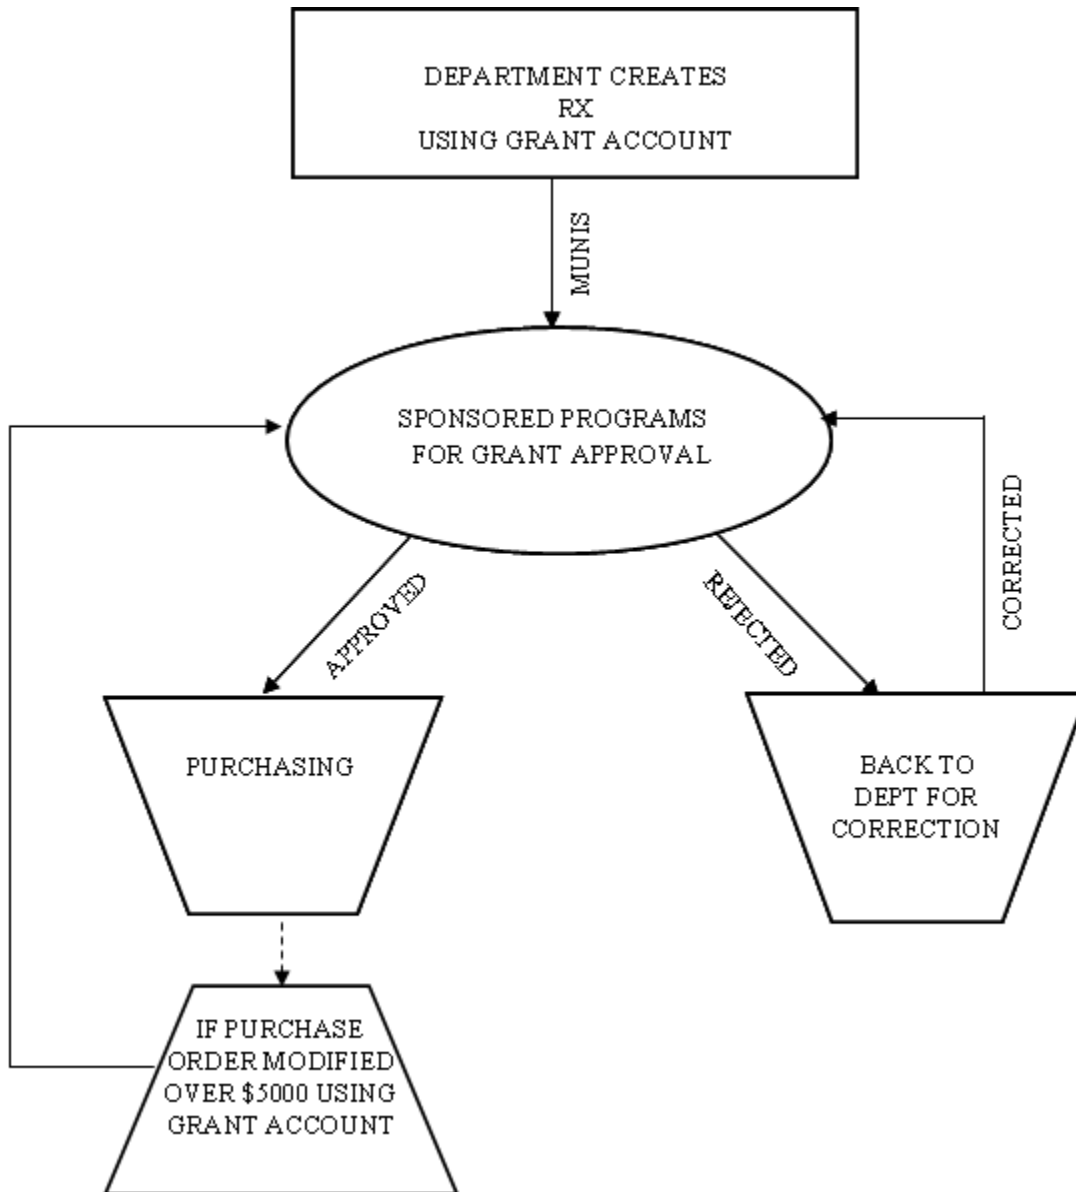 DEPARTMENT CREATES
RX
USING GRANT ACCOUNT
MUNIS
SPONSORED PROGRAMS
FOR GRANT APPROVAL
APPROVED
REJECTED
CORRECTED
PURCHASING
BACK TO
DEPT FOR
CORRECTION
IF PURCHASE
ORDER MODIFIED
OVER $5000 USING
GRANT ACCOUNT